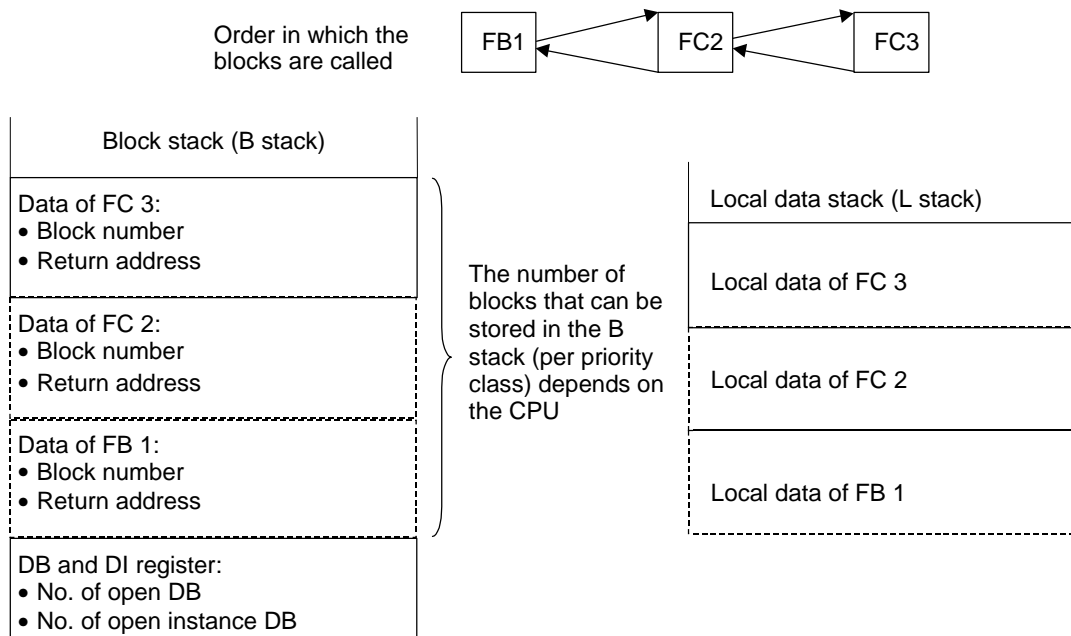 Order in which the
blocks are called
FB1
FC2
FC3
Block stack (B stack)
Data of FC 3:
• Block number
• Return address
Data of FC 2:
• Block number
• Return address
Data of FB 1:
• Block number
• Return address
DB and DI register:
• No. of open DB
• No. of open instance DB
The number of
blocks that can be
stored in the B
stack (per priority
class) depends on
the CPU
Local data stack (L stack)
Local data of FC 3
Local data of FC 2
Local data of FB 1